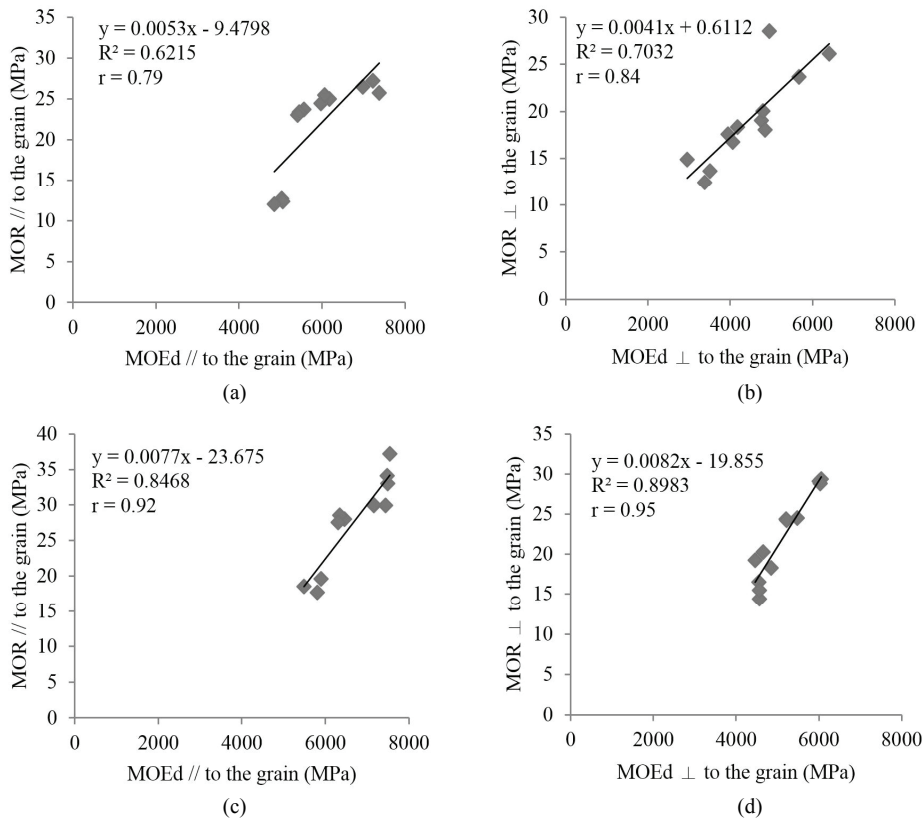 y = 0.0053x - 9.4798
R² = 0.6215
r = 0.79
MOR // to the grain (MPa)
30
25
20
15
10
5
0
0 2000 4000 6000 8000
MOEd // to the grain (MPa)
(a)
y = 0.0041x + 0.6112
R² = 0.7032
r = 0.84
MOR ⊥ to the grain (MPa)
30
25
20
15
10
5
0
0 2000 4000 6000 8000
MOEd ⊥ to the grain (MPa)
(b)
y = 0.0077x - 23.675
R² = 0.8468
r = 0.92
MOR // to the grain (MPa)
40
35
30
25
20
15
10
5
0
0 2000 4000 6000 8000
MOEd // to the grain (MPa)
(c)
y = 0.0082x - 19.855
R² = 0.8983
r = 0.95
MOR ⊥ to the grain (MPa)
35
30
25
20
15
10
5
0
0 2000 4000 6000 8000
MOEd ⊥ to the grain (MPa)
(d)